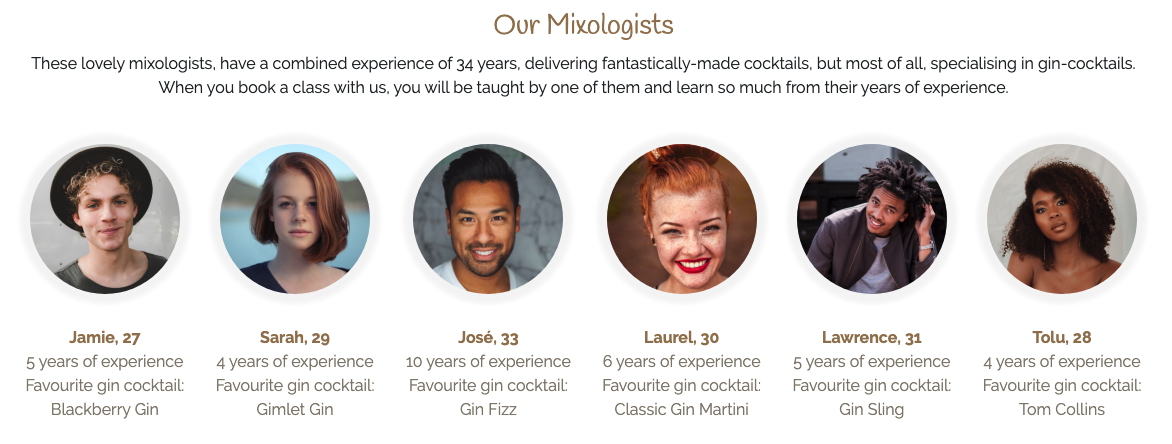 Our Mixologists
These lovely mixologists, have a combined experience of 34 years, delivering fantastically-made cocktails, but most of all, specialising in gin-cocktails.
When you book a class with us, you will be taught by one of them and learn so much from their years of experience.
Jamie, 27
5 years of experience
Favourite gin cocktail:
Blackberry Gin
Sarah, 29
4 years of experience
Favourite gin cocktail:
Gimlet Gin
José, 33
10 years of experience
Favourite gin cocktail:
Gin Fizz
Laurel, 30
6 years of experience
Favourite gin cocktail:
Classic Gin Martini
Lawrence, 31
5 years of experience
Favourite gin cocktail:
Gin Sling
Tolu, 28
4 years of experience
Favourite gin cocktail:
Tom Collins